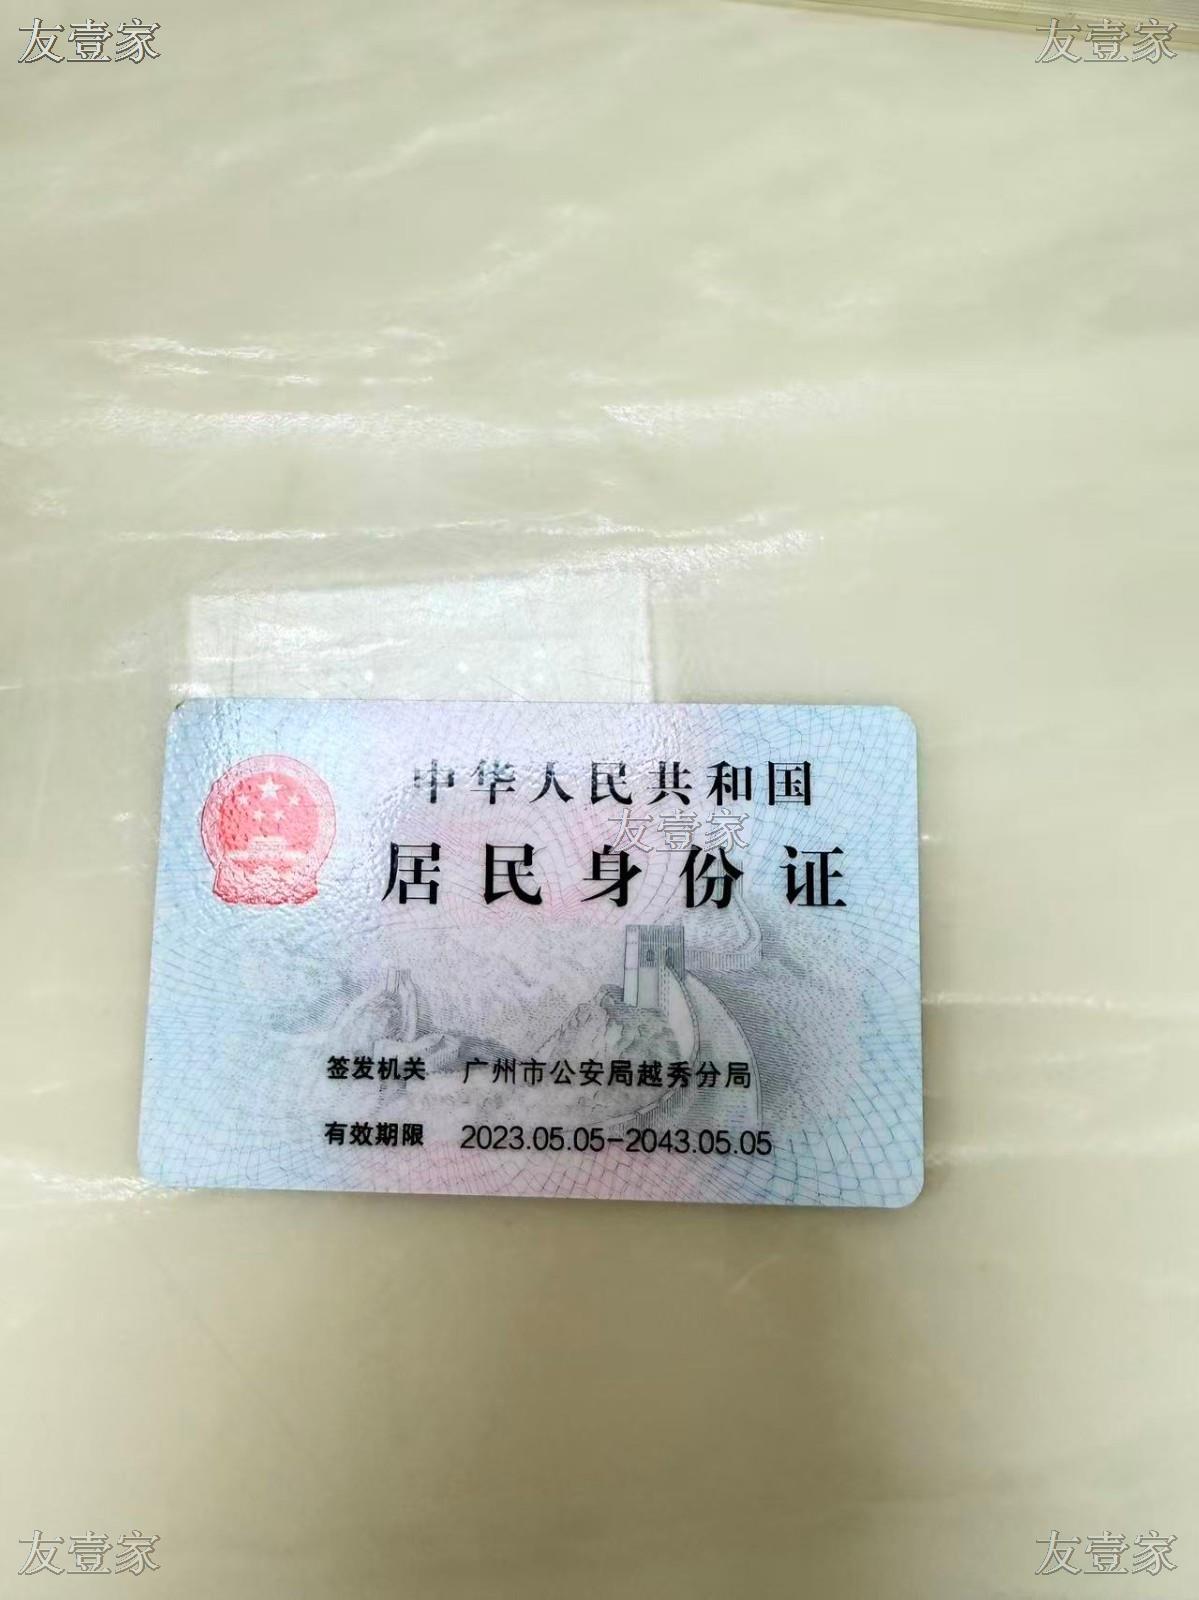 友壹家
友壹家
中华人民共和国
友壹家
居民身份证
签发机关 广州市公安局越秀分局
有效期限 2023.05.05-2043.05.05
友壹家
友壹家